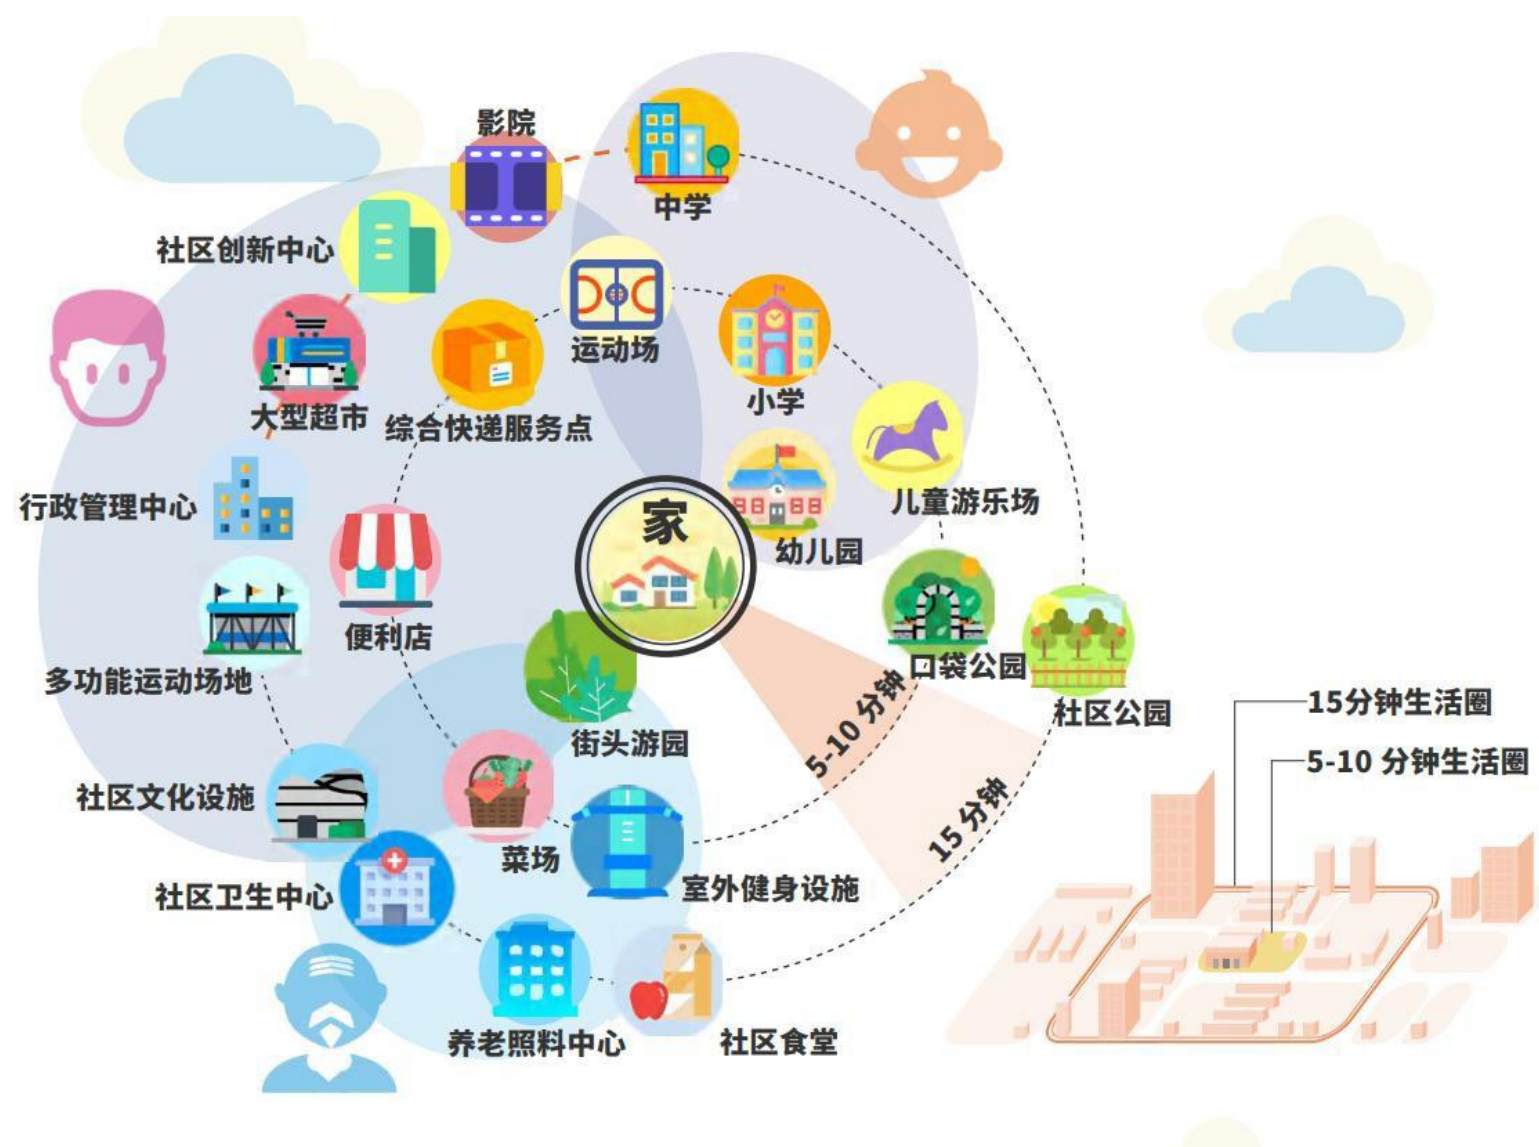 影院
中学
社区创新中心
运动场
小学
大型超市
综合快递服务点
行政管理中心
家
儿童游乐场
幼儿园
便利店
口袋公园
多功能运动场地
社区公园
街头游园
5-10 分钟
15分钟生活圈
5-10 分钟生活圈
社区文化设施
15 分钟
菜场
室外健身设施
社区卫生中心
养老照料中心
社区食堂